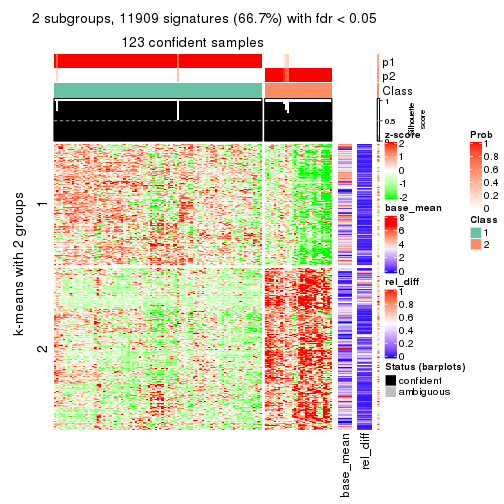 2 subgroups, 11909 signatures (66.7%) with fdr < 0.05
123 confident samples
p1
p2
Class
1
0.5
0
Silhouette
score
k-means with 2 groups
1
2
base_mean
rel_diff
z-score
2
1
0
-1
-2
base_mean
8
6
4
2
0
rel_diff
1
0.8
0.6
0.4
0.2
0
Status (barplots)
confident
ambiguous
Prob
1
0.8
0.6
0.4
0.2
0
Class
1
2